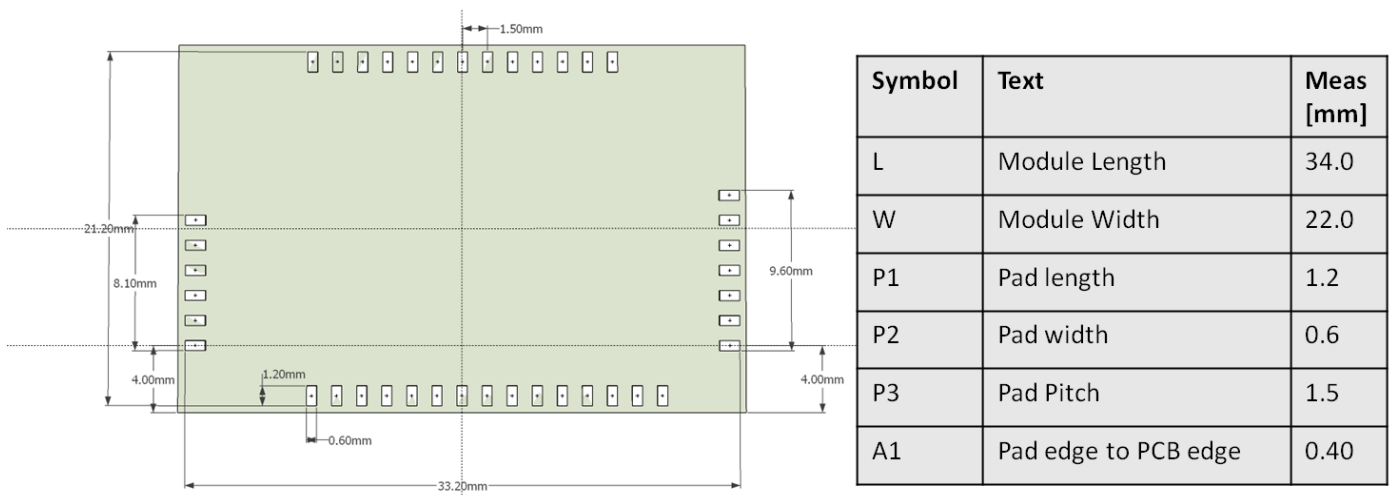 1.50mm
21.20mm
8.10mm
9.60mm
4.00mm
1.20mm
4.00mm
0.60mm
33.20mm
Symbol Text Meas [mm]
L Module Length 34.0
W Module Width 22.0
P1 Pad length 1.2
P2 Pad width 0.6
P3 Pad Pitch 1.5
A1 Pad edge to PCB edge 0.40